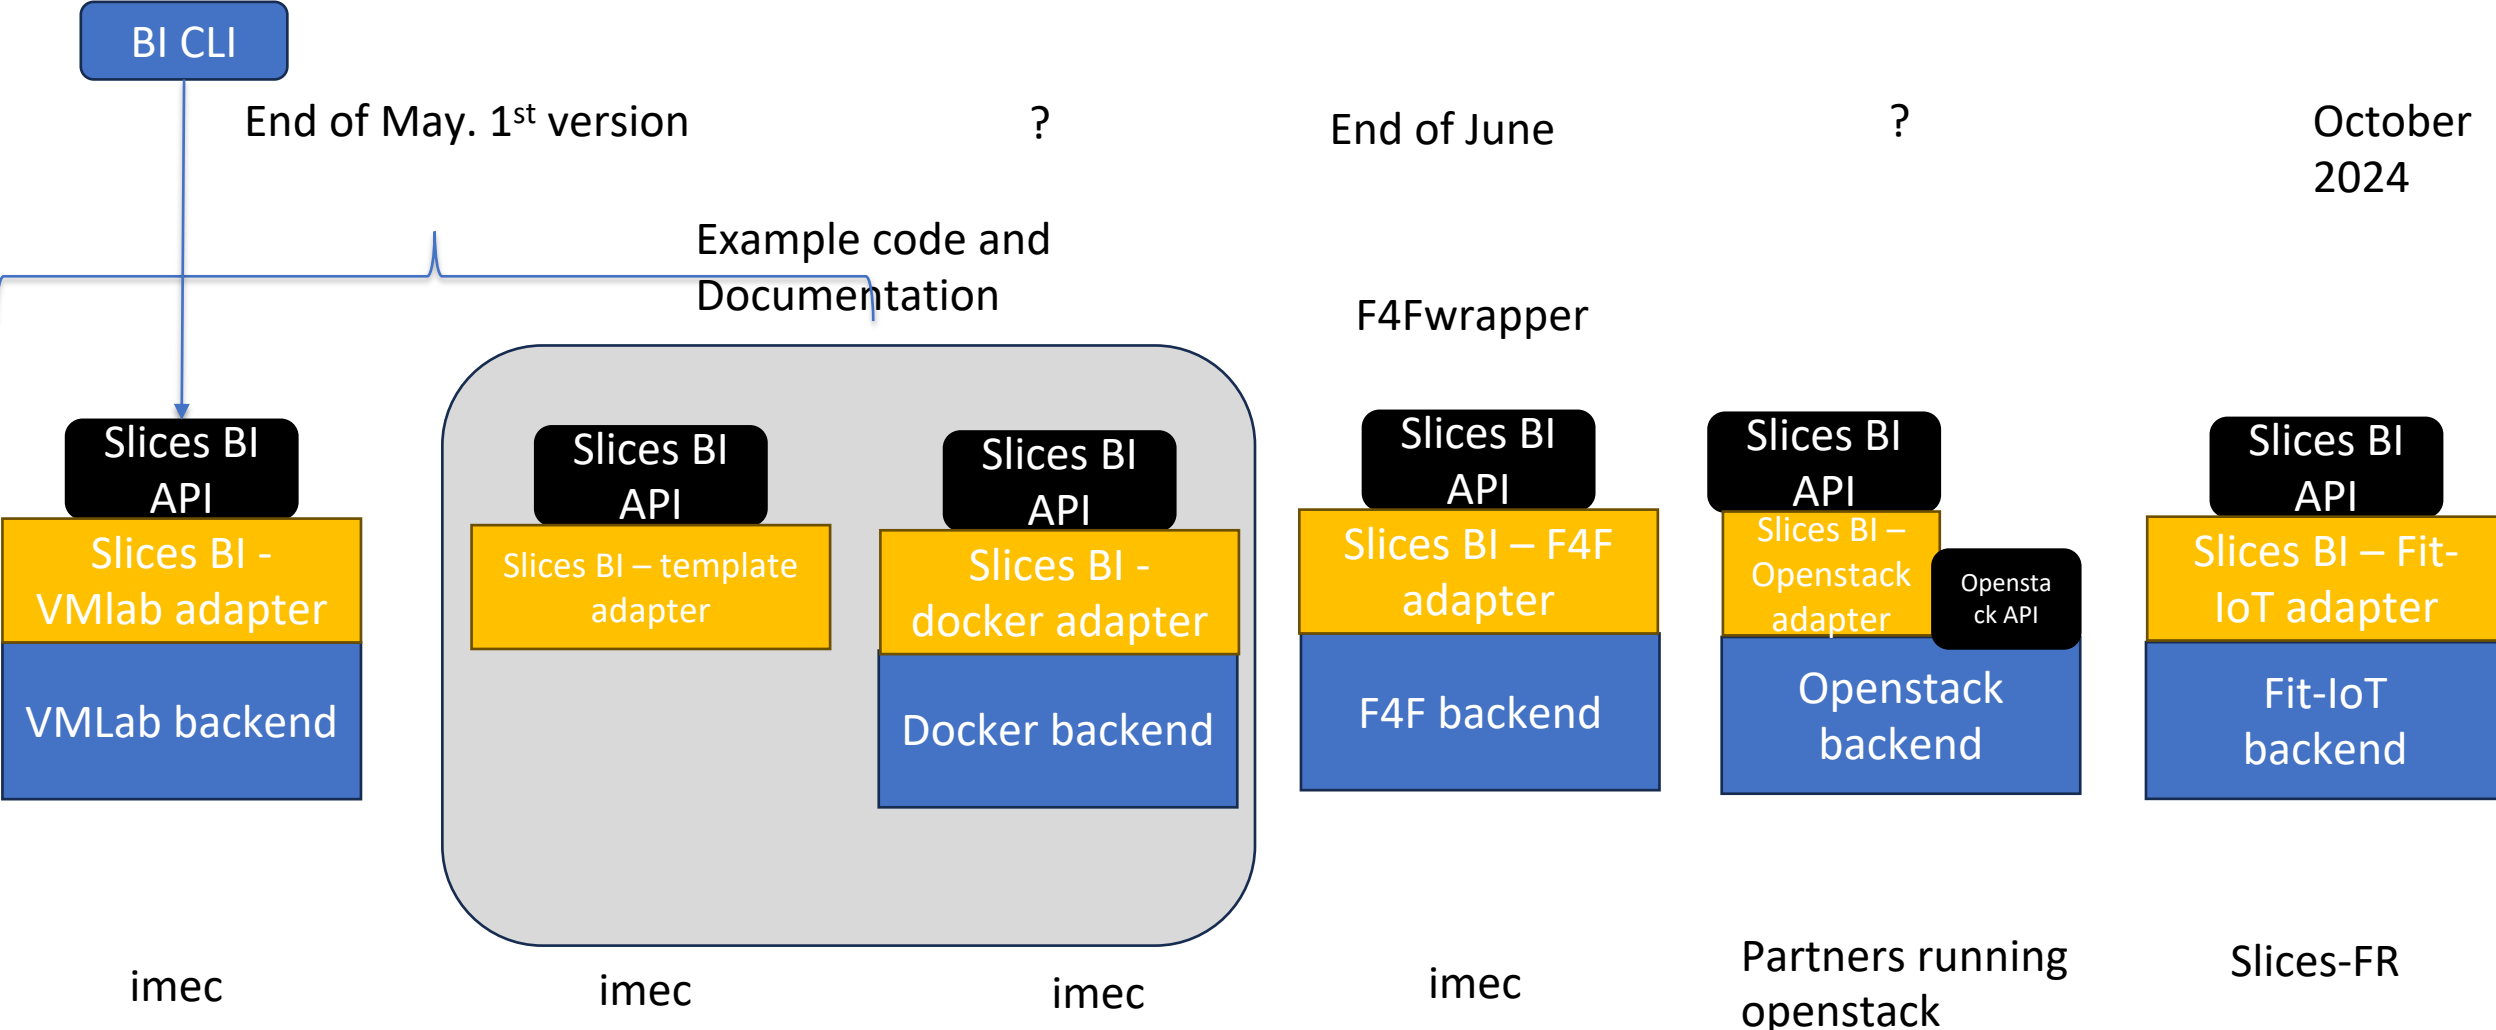 BI CLI
End of May. 1st version
?
End of June
?
October
2024
Example code and
Documentation
F4Fwrapper
Slices BI
API
Slices BI -
VMlab adapter
VMLab backend
Slices BI
API
Slices BI – template
adapter
Slices BI
API
Slices BI -
docker adapter
Docker backend
Slices BI
API
Slices BI – F4F
adapter
F4F backend
Slices BI
API
Slices BI –
Openstack
adapter
Opensta
ck API
Openstack
backend
Slices BI
API
Slices BI – Fit-
IoT adapter
Fit-IoT
backend
imec
imec
imec
imec
Partners running
openstack
Slices-FR